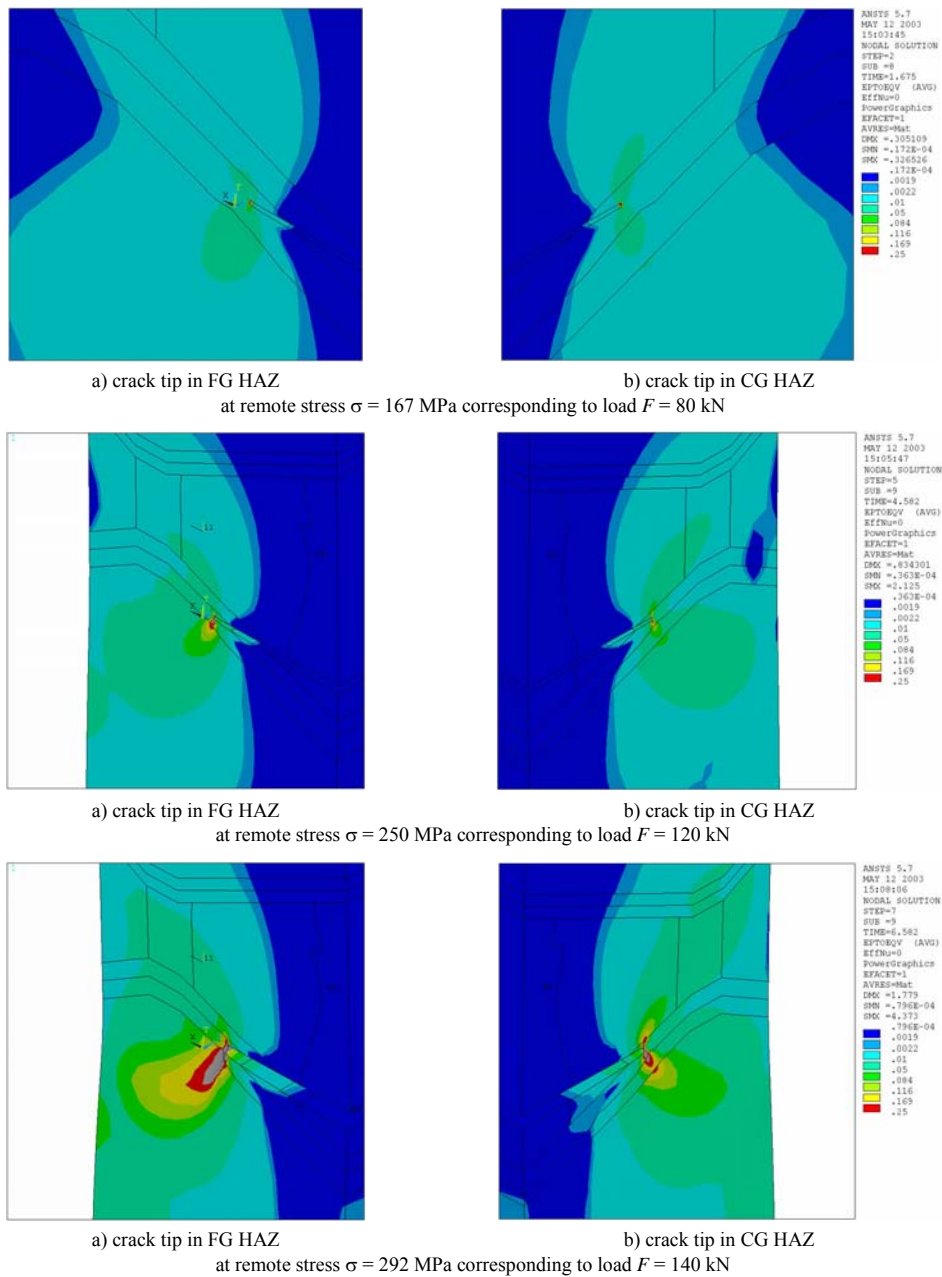 ANSYS 5.7
MAY 12 2003
15:03:45
NODAL SOLUTION
STEP=2
SUB =8
TIME=1.675
EPTOEQV (AVG)
EffNu=0
PowerGraphics
EFACET=1
AVRES=Mat
DMX =.305109
SMN =.172E-04
SMX =.326526
.172E-04
.0019
.0022
.01
.05
.084
.116
.169
.25
a) crack tip in FG HAZ
b) crack tip in CG HAZ
at remote stress σ = 167 MPa corresponding to load F = 80 kN
1
11
ANSYS 5.7
MAY 12 2003
15:05:47
NODAL SOLUTION
STEP=5
SUB =9
TIME=4.582
EPTOEQV (AVG)
EffNu=0
PowerGraphics
EFACET=1
AVRES=Mat
DMX =.834301
SMN =.363E-04
SMX =2.125
.363E-04
.0019
.0022
.01
.05
.084
.116
.169
.25
a) crack tip in FG HAZ
b) crack tip in CG HAZ
at remote stress σ = 250 MPa corresponding to load F = 120 kN
1
11
ANSYS 5.7
MAY 12 2003
15:08:06
NODAL SOLUTION
STEP=7
SUB =9
TIME=6.582
EPTOEQV (AVG)
EffNu=0
PowerGraphics
EFACET=1
AVRES=Mat
DMX =1.779
SMN =.796E-04
SMX =4.373
.796E-04
.0019
.0022
.01
.05
.084
.116
.169
.25
a) crack tip in FG HAZ
b) crack tip in CG HAZ
at remote stress σ = 292 MPa corresponding to load F = 140 kN